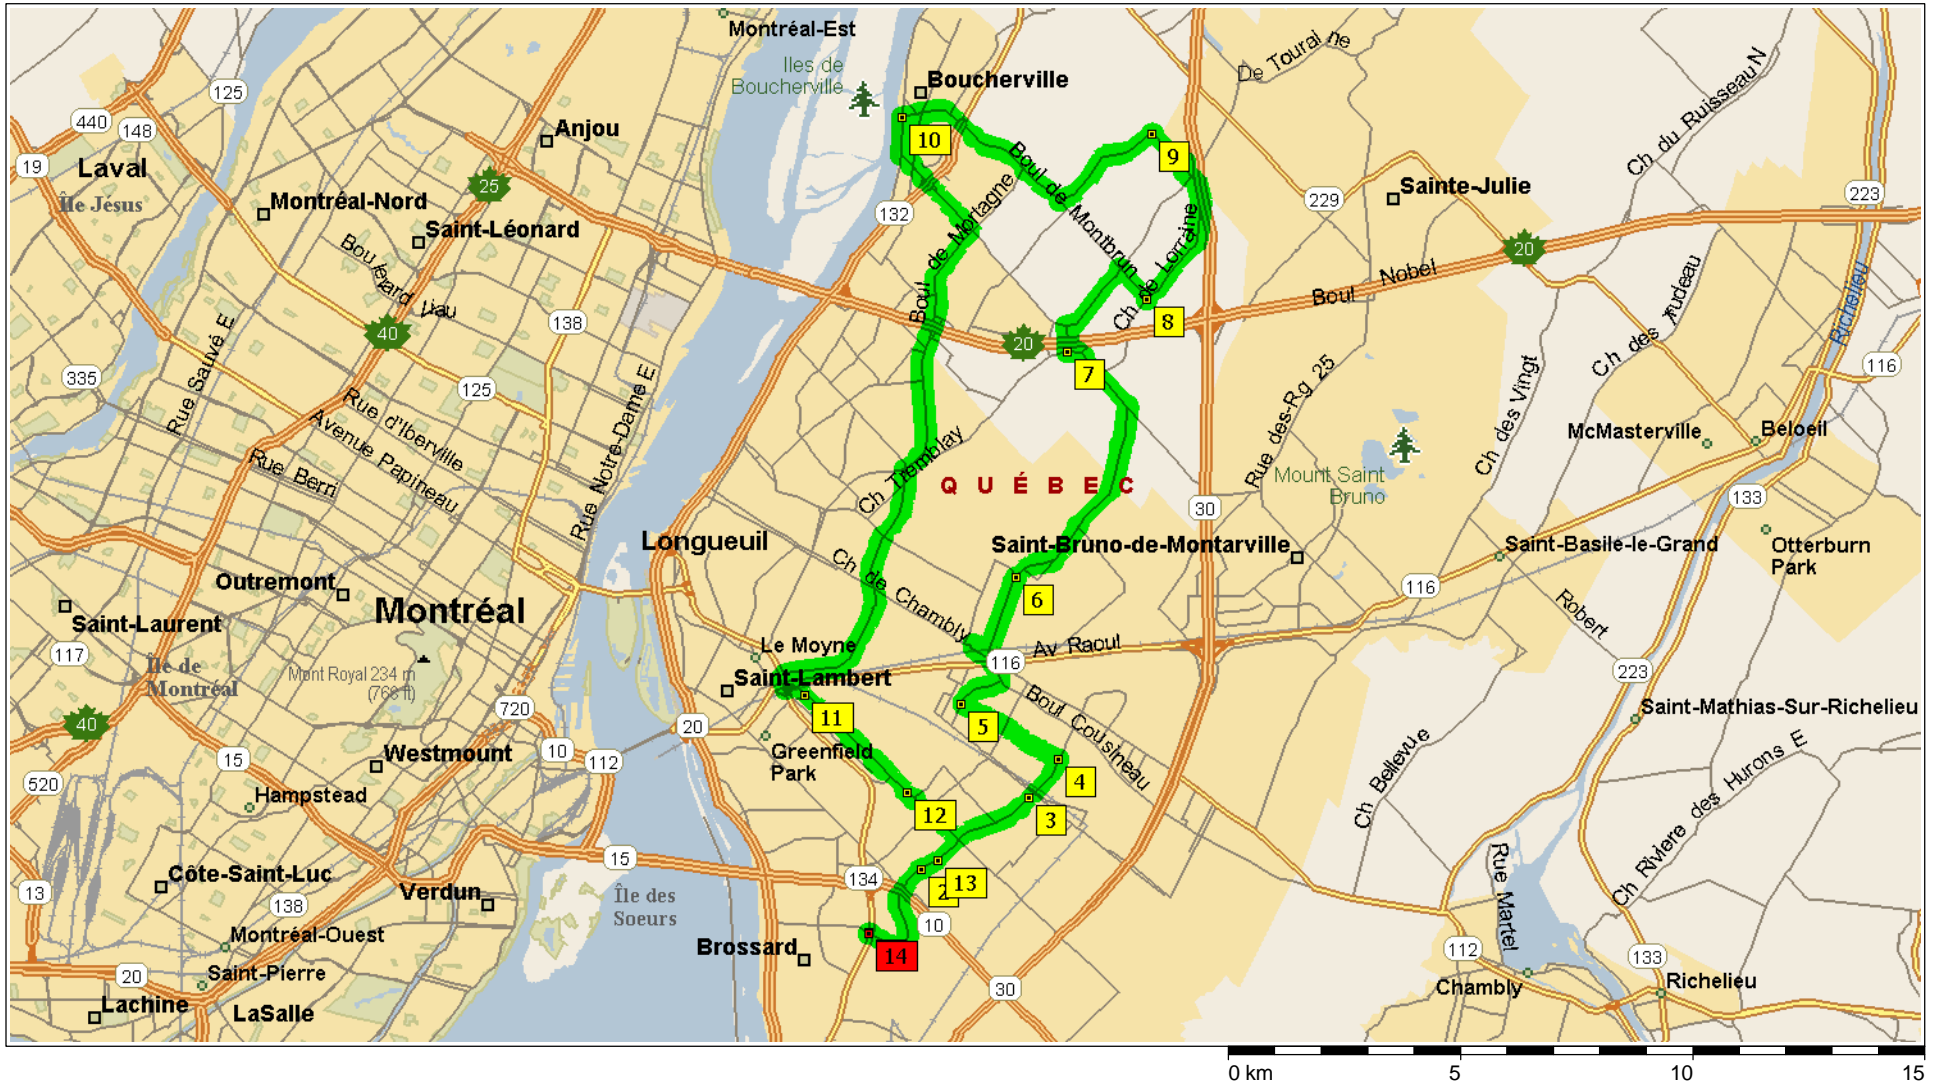 Montréal-Est
Iles de
Boucherville
Boucherville
De Touraine
Ch du Ruisseau N
125
440
148
Anjou
19
Laval
Île Jésus
25
Montréal-Nord
Saint-Léonard
10
9
Boul de Montbrun
Boul de Mortagne
132
229
Sainte-Julie
223
20
Ch de Lorraine
Boul Nobel
Ch des Trudeau
Richelieu
40
138
125
335
Rue Sauvé E
8
20
7
116
Rue d'Iberville
Avenue Papineau
Rue Berri
Rue Notre-Dame E
Rue des-Rg 25
Ch des Vingt
McMasterville
Beloeil
Ch Tremblay
QUÉBEC
Mount Saint
Bruno
30
133
Longueuil
Saint-Bruno-de-Montarville
Saint-Basile-le-Grand
Otterburn
Park
Outremont
Montréal
Ch de Chambly
6
116
Robert
Saint-Laurent
117
Île de
Montréal
Mont Royal 234 m
(768 ft)
Le Moyne
Av Raoul
116
Saint-Lambert
223
40
720
20
11
5
Boul Cousineau
Saint-Mathias-Sur-Richelieu
15
Westmount
10
112
Greenfield
Park
4
Ch Bellevue
Ch Riviere des Hurons E
520
Hampstead
12
3
15
Côte-Saint-Luc
134
2
13
Rue Martel
13
138
Verdun
Île des
Soeurs
10
Montréal-Ouest
Brossard
14
112
133
20
Saint-Pierre
30
Chambly
Richelieu
Lachine
LaSalle
0 km
5
10
15